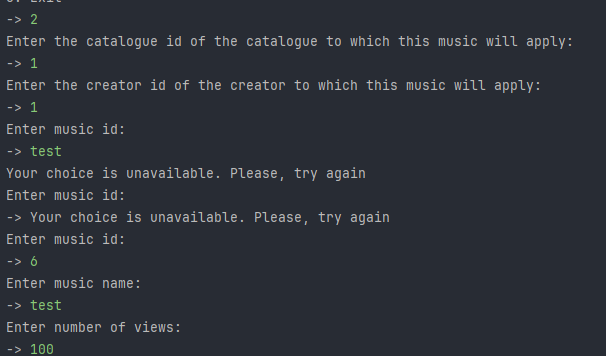 -> 2
Enter the catalogue id of the catalogue to which this music will apply:
-> 1
Enter the creator id of the creator to which this music will apply:
-> 1
Enter music id:
-> test
Your choice is unavailable. Please, try again
Enter music id:
-> Your choice is unavailable. Please, try again
Enter music id:
-> 6
Enter music name:
-> test
Enter number of views:
-> 100